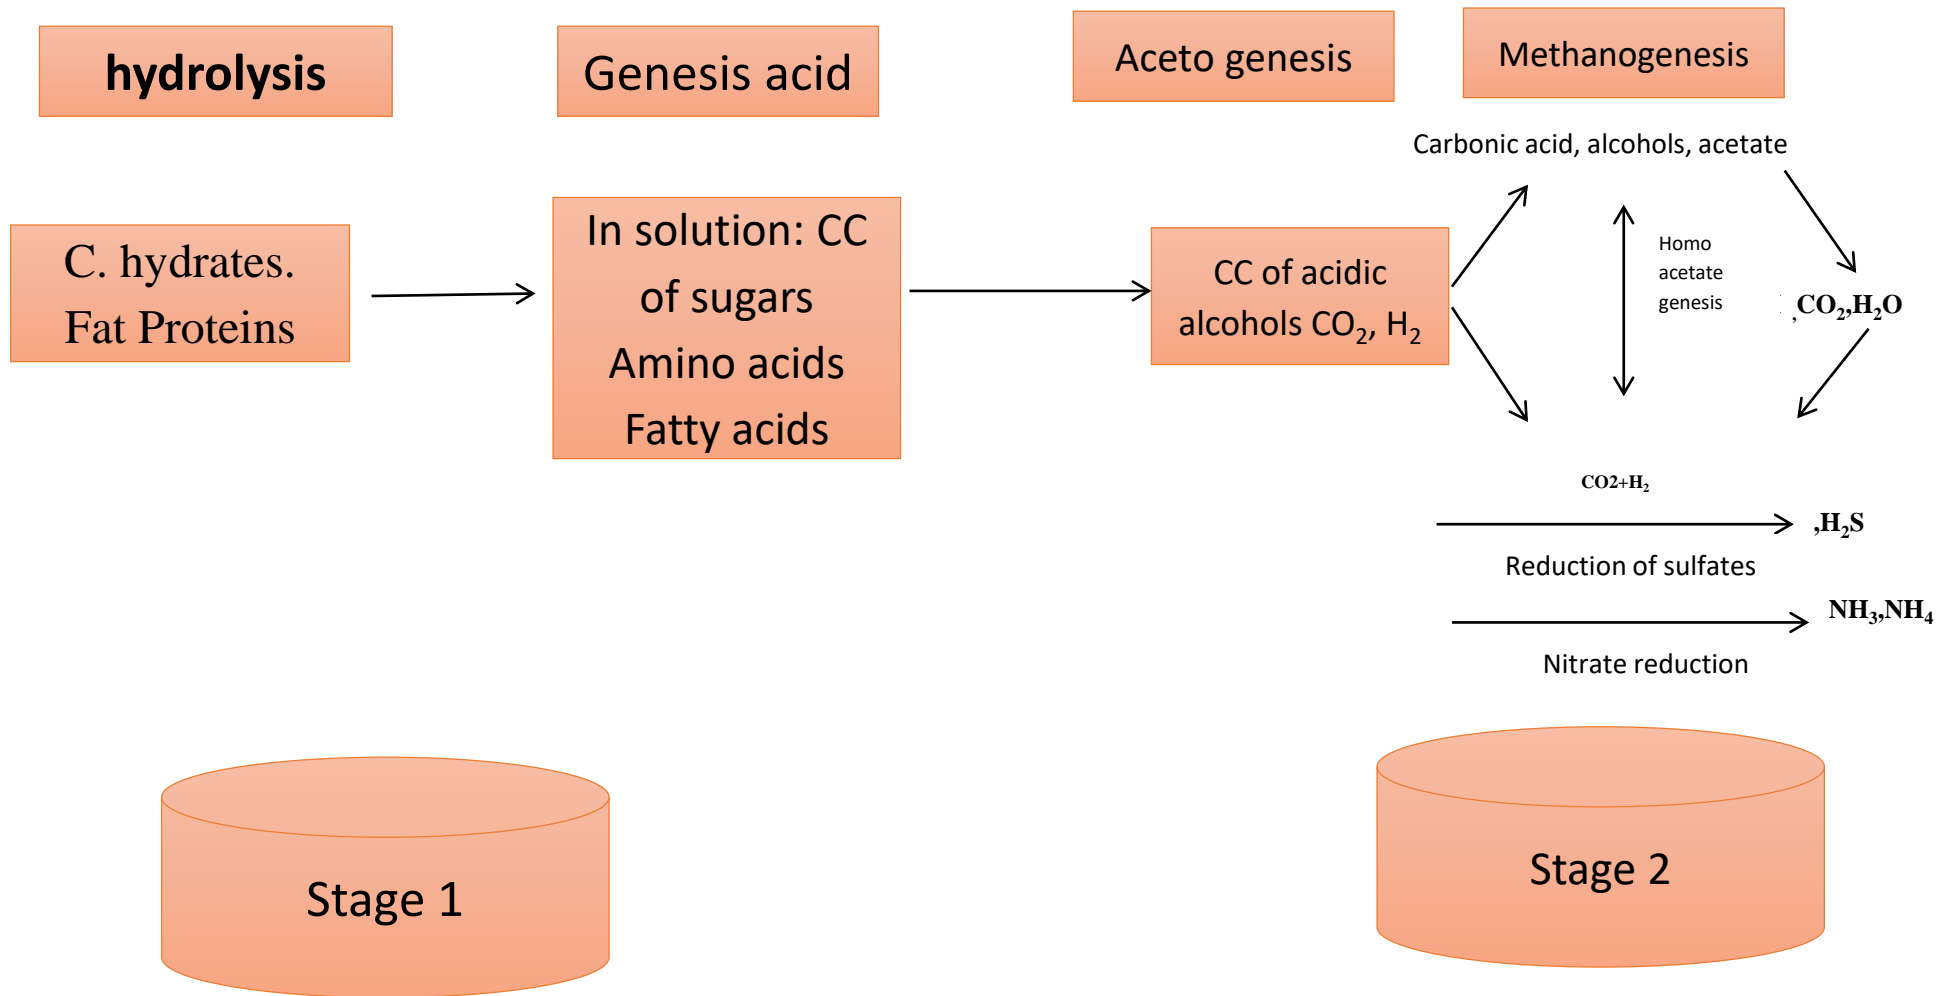 hydrolysis
Genesis acid
Aceto genesis
Methanogenesis
C. hydrates.
Fat Proteins
In solution: CC
of sugars
Amino acids
Fatty acids
CC of acidic
alcohols CO₂, H₂
Carbonic acid, alcohols, acetate
Homo
acetate
genesis
,CO₂,H₂O
CO2+H₂
,H₂S
Reduction of sulfates
NH₃,NH₄
Nitrate reduction
Stage 1
Stage 2